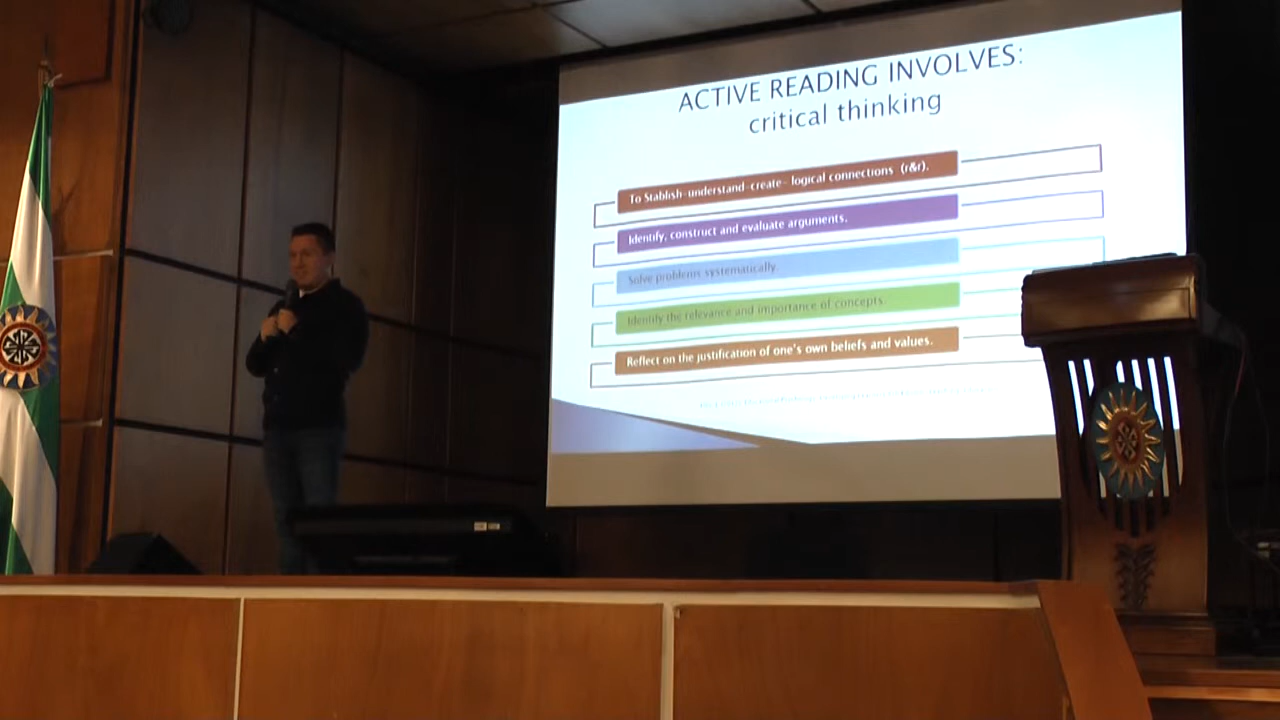 ACTIVE READING INVOLVES:
critical thinking
To Stablish-understand-create- logical connections (r&r).
Identify, construct and evaluate arguments.
Solve problems systematically.
Identify the relevance and importance of concepts.
Reflect on the justification of one's own beliefs and values.